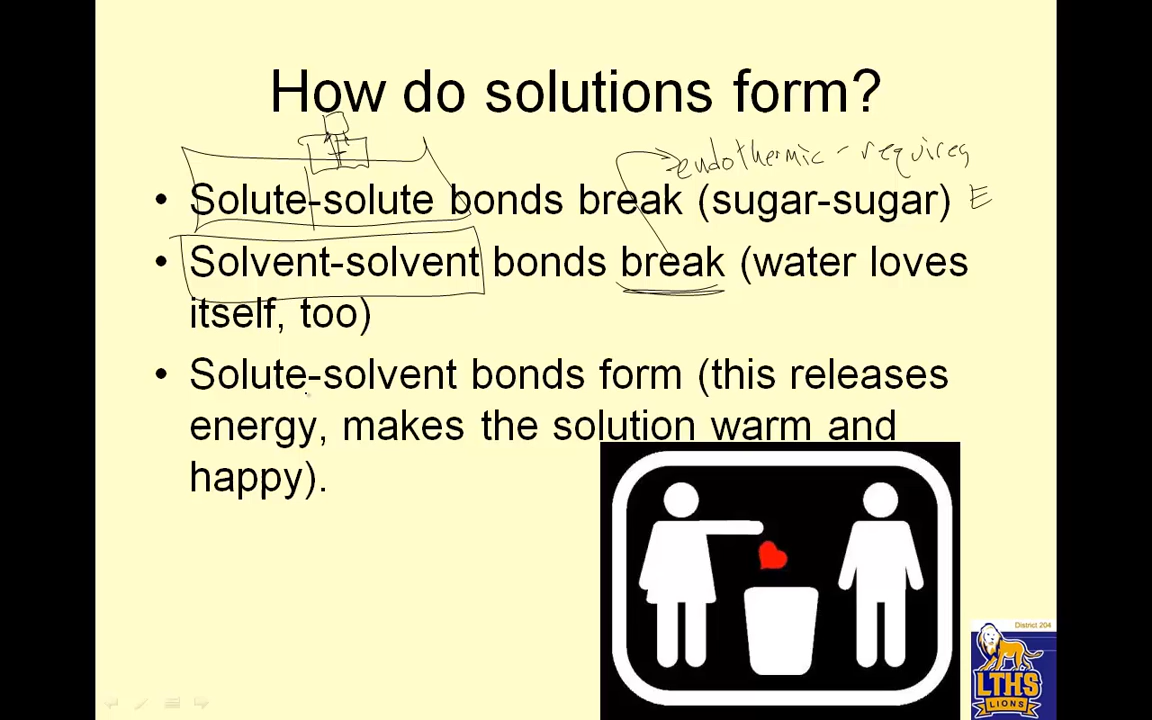 How do solutions form?
endothermic - requires
• Solute-solute bonds break (sugar-sugar) E
• Solvent-solvent bonds break (water loves
itself, too)
• Solute-solvent bonds form (this releases
energy, makes the solution warm and
happy).
District 204
LTHS
LIONS